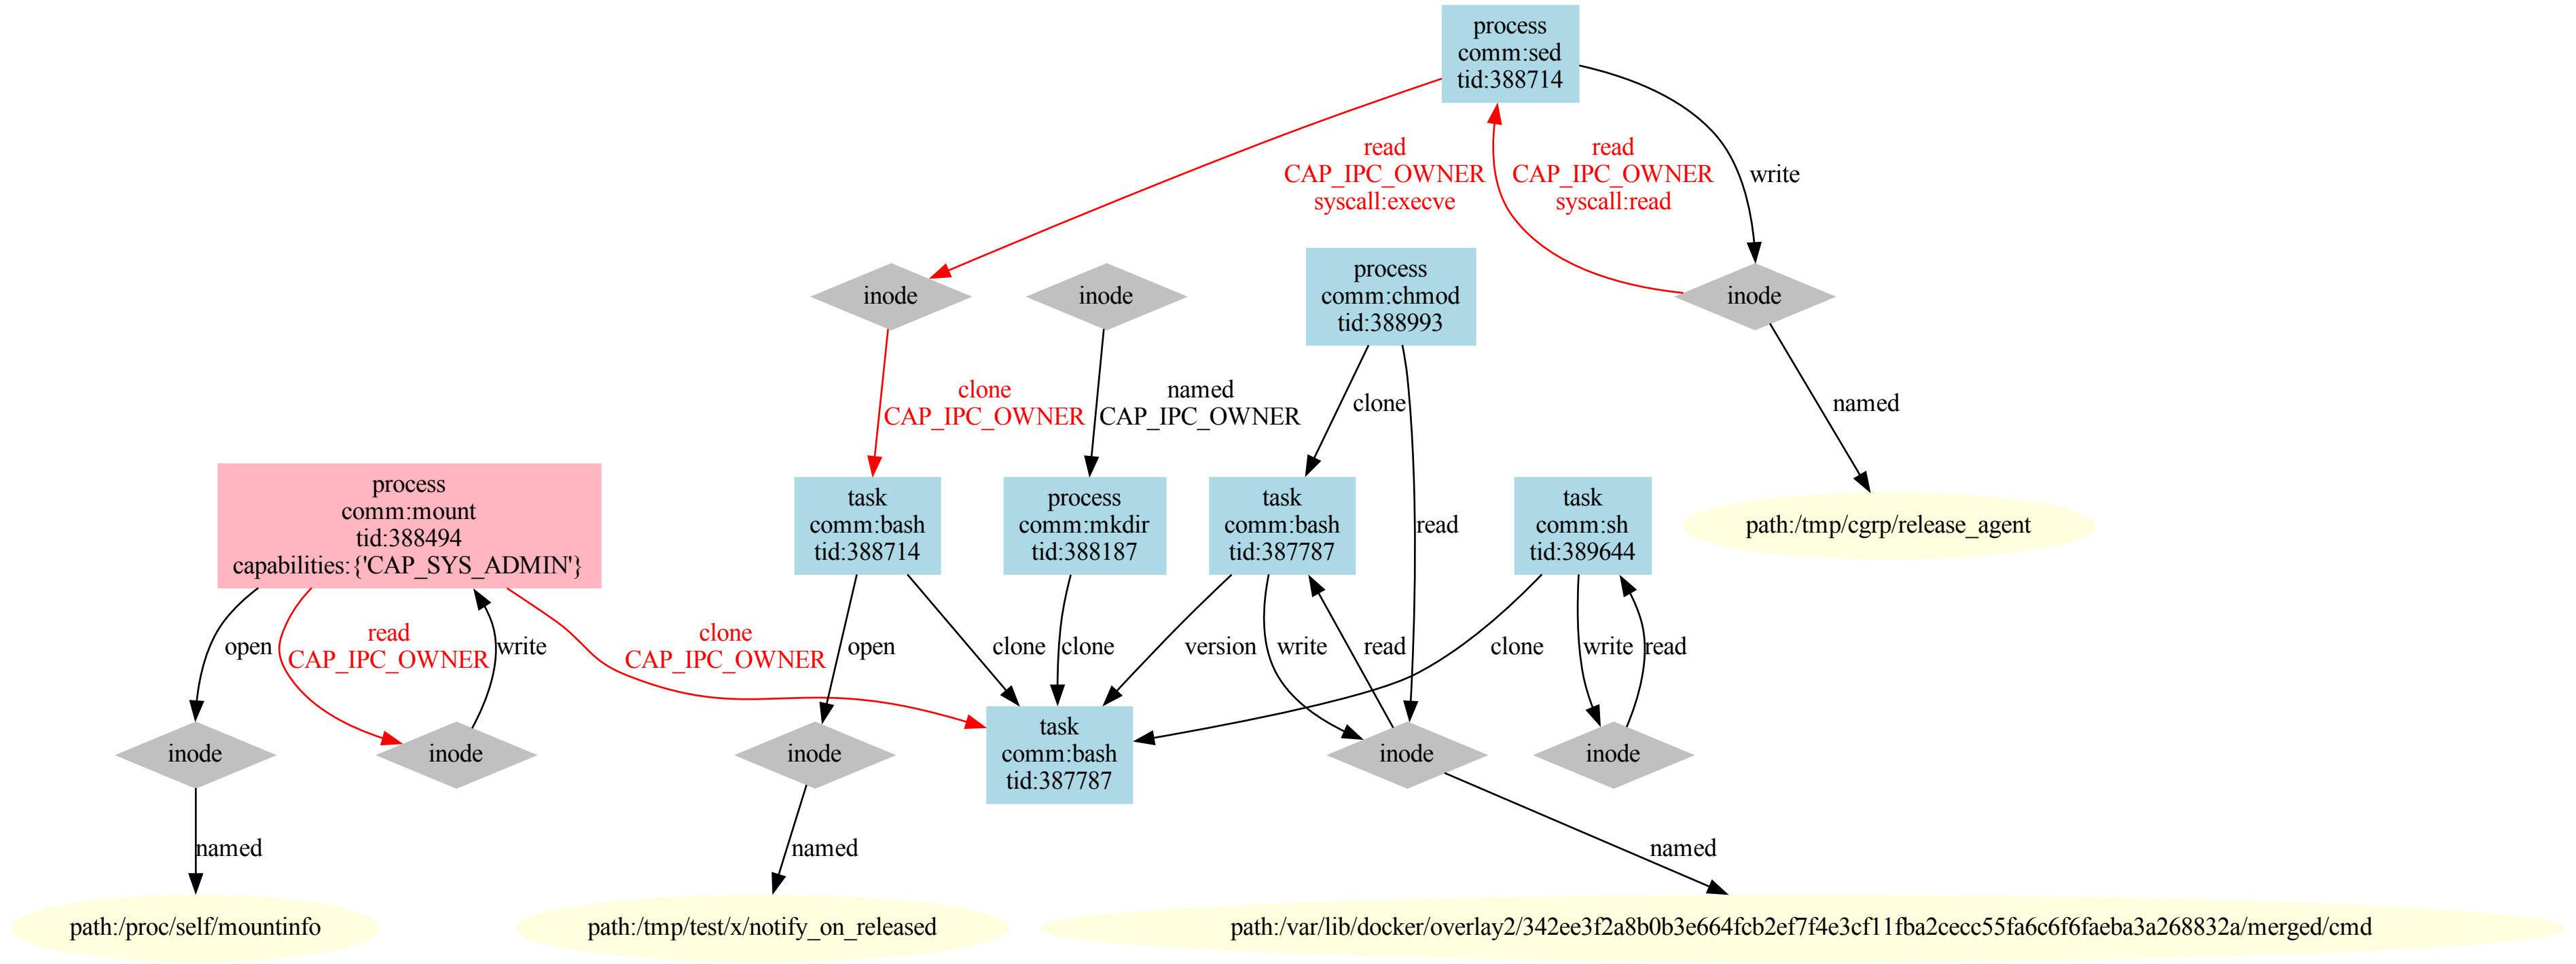 process
comm:sed
tid:388714
read
CAP_IPC_OWNER
syscall:execve
read
CAP_IPC_OWNER
syscall:read
write
inode
inode
process
comm:chmod
tid:388993
inode
clone
CAP_IPC_OWNER
named
CAP_IPC_OWNER
clone
named
process
comm:mount
tid:388494
capabilities:{'CAP_SYS_ADMIN'}
task
comm:bash
tid:388714
process
comm:mkdir
tid:388187
task
comm:bash
tid:387787
read
task
comm:sh
tid:389644
path:/tmp/cgrp/release_agent
open
read
CAP_IPC_OWNER
write
clone
CAP_IPC_OWNER
open
clone
clone
version
write
read
clone
write
read
inode
inode
inode
task
comm:bash
tid:387787
inode
inode
named
named
named
path:/proc/self/mountinfo
path:/tmp/test/x/notify_on_released
path:/var/lib/docker/overlay2/342ee3f2a8b0b3e664fcb2ef7f4e3cf11fba2cecc55fa6c6f6faeba3a268832a/merged/cmd